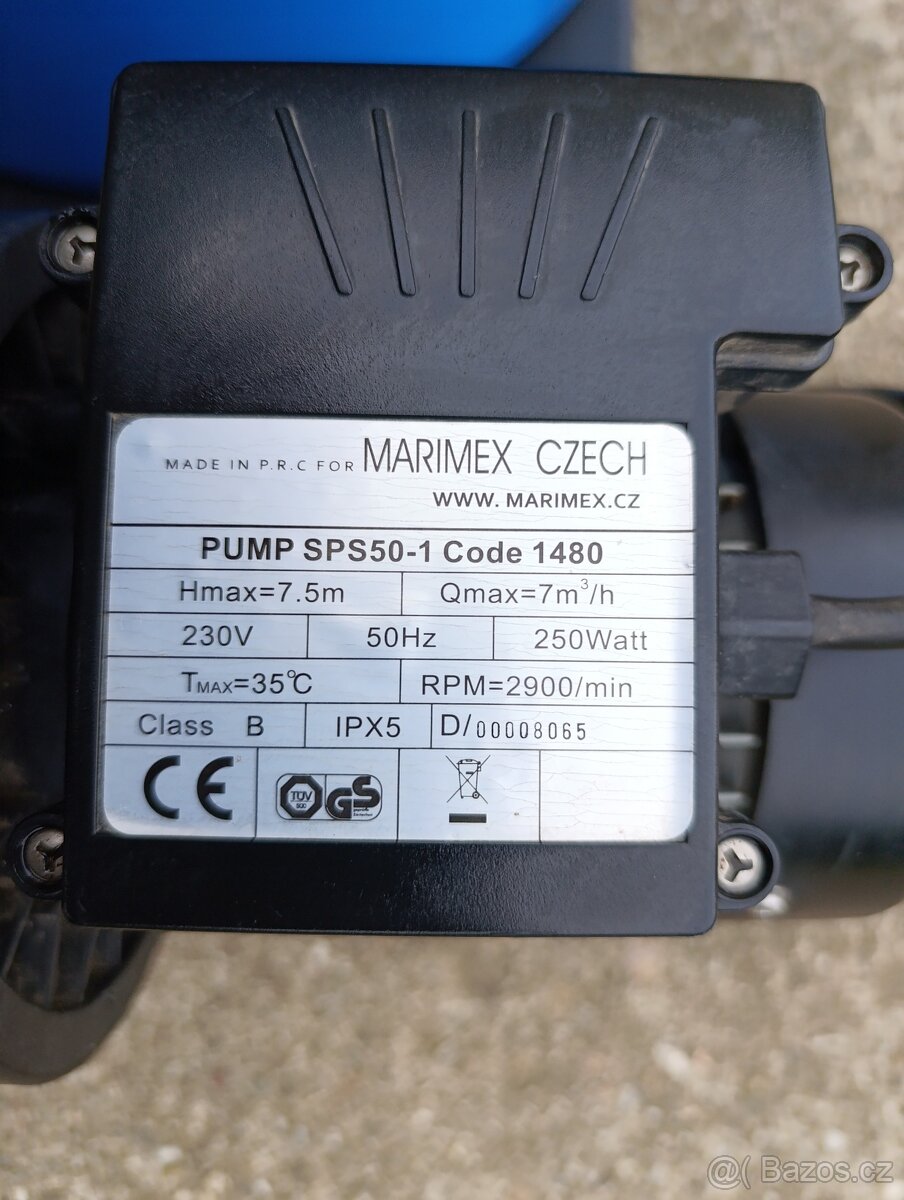 MADE IN P.R.C FOR MARIMEX CZECH
WWW. MARIMEX.CZ
PUMP SPS50-1 Code 1480
Hmax=7.5m Qmax=7m³/h
230V 50Hz 250Watt
TMAX=35℃ RPM=2900/min
Class B IPX5 D/00008065
CE TÜV GS
@( Bazos.cz